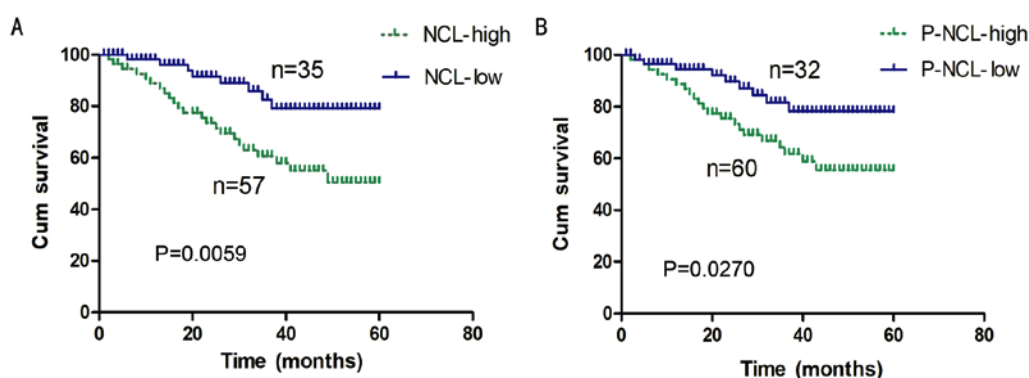 A
NCL-high
NCL-low
n=35
n=57
P=0.0059
Cum survival
100
80
60
40
20
0
0 20 40 60 80
Time (months)
B
P-NCL-high
P-NCL-low
n=32
n=60
P=0.0270
Cum survival
100
80
60
40
20
0
0 20 40 60 80
Time (months)